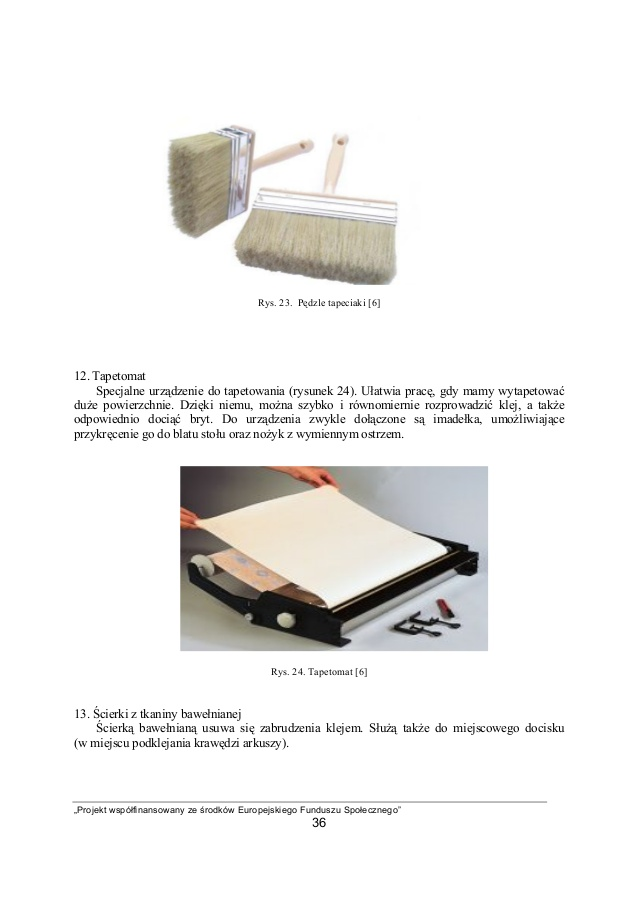 Rys. 23. Pędzle tapeciaki [6]
12. Tapetomat
Specjalne urządzenie do tapetowania (rysunek 24). Ułatwia pracę, gdy mamy wytapetować
duże powierzchnie. Dzięki niemu, można szybko i równomiernie rozprowadzić klej, a także
odpowiednio dociąć bryt. Do urządzenia zwykle dołączone są imadełka, umożliwiające
przykręcenie go do blatu stołu oraz nożyk z wymiennym ostrzem.
Rys. 24. Tapetomat [6]
13. Ścierki z tkaniny bawełnianej
Ścierką bawełnianą usuwa się zabrudzenia klejem. Służą także do miejscowego docisku
(w miejscu podklejania krawędzi arkuszy).
„Projekt współfinansowany ze środków Europejskiego Funduszu Społecznego”
36